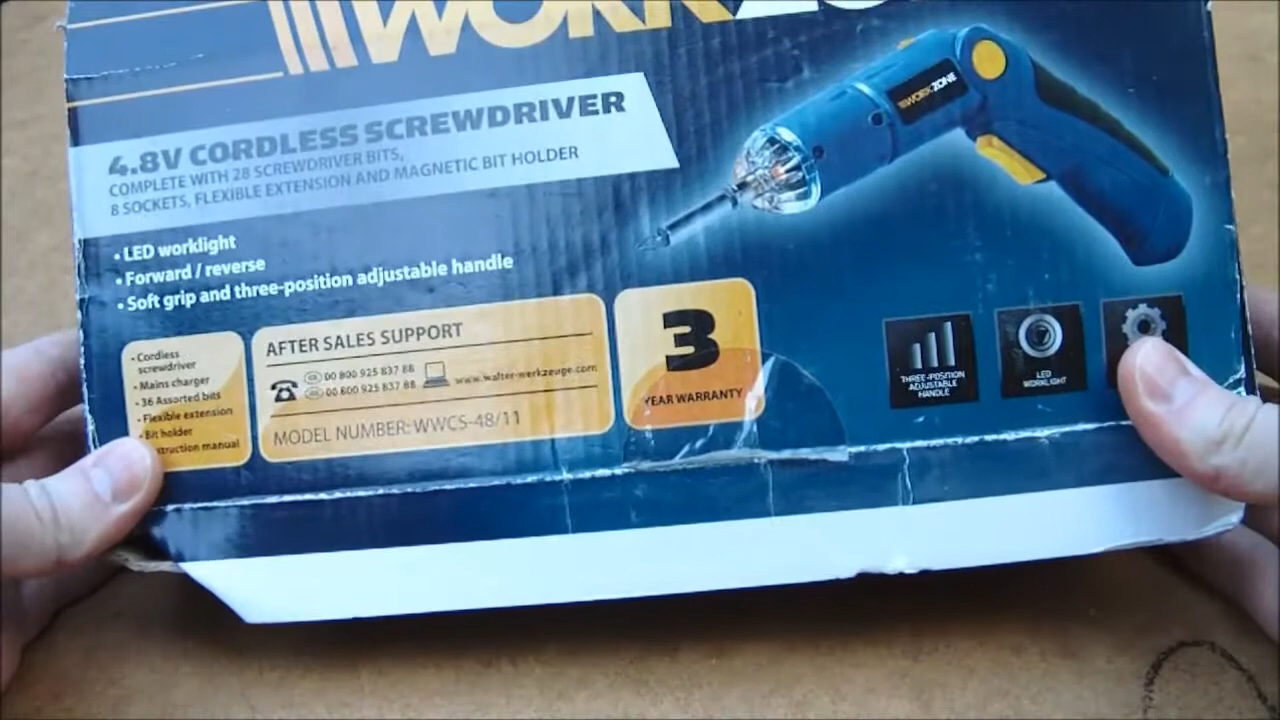 WORKZONE
4.8V CORDLESS SCREWDRIVER
COMPLETE WITH 28 SCREWDRIVER BITS,
8 SOCKETS, FLEXIBLE EXTENSION AND MAGNETIC BIT HOLDER
• LED worklight
• Forward / reverse
• Soft grip and three-position adjustable handle
WORKZONE
• Cordless
screwdriver
• Mains charger
• 36 Assorted bits
• Flexible extension
• Bit holder
struction manual
AFTER SALES SUPPORT
00 800 925 837 88
00 800 925 837 88
www.walter-werkzeuge.com
MODEL NUMBER: WWCS-48/11
3
YEAR WARRANTY
THREE-POSITION
ADJUSTABLE
HANDLE
LED
WORKLIGHT